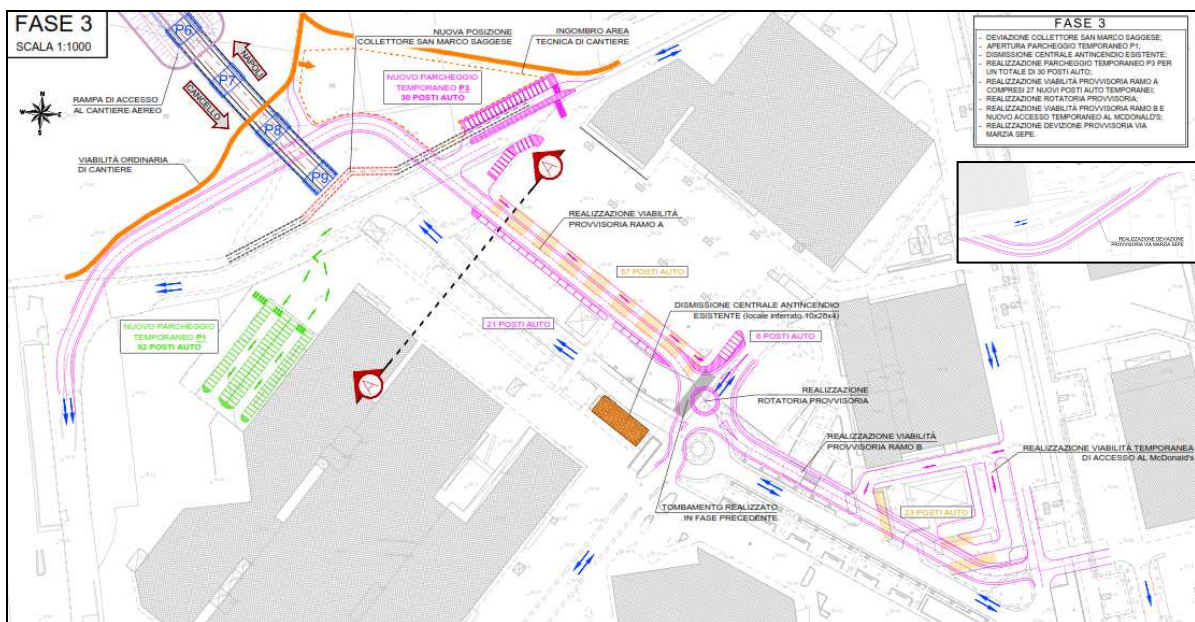 FASE 3
SCALA 1:1000
P6
P7
P8
P9
NAPOLI
CANCELLO
NUOVA POSIZIONE
COLLETTORE SAN MARCO SAGGESE
INGOMBRO AREA
TECNICA DI CANTIERE
NUOVO PARCHEGGIO
TEMPORANEO P3
30 POSTI AUTO
RAMPA DI ACCESSO
AL CANTIERE-AEREO
N
S
E
VIABILITÀ ORDINARIA
DI CANTIERE
FASE 3
- DEVIAZIONE COLLETTORE SAN MARCO SAGGESE;
- APERTURA PARCHEGGIO TEMPORANEO P1;
- DISMISSIONE CENTRALE ANTINCENDIO ESISTENTE;
- REALIZZAZIONE PARCHEGGIO TEMPORANEO P3 PER
UN TOTALE DI 30 POSTI AUTO;
- REALIZZAZIONE VIABILITÀ PROVVISORIA RAMO A
COMPRESI 27 NUOVI POSTI AUTO TEMPORANEI;
- REALIZZAZIONE ROTATORIA PROVVISORIA;
- REALIZZAZIONE VIABILITÀ PROVVISORIA RAMO B E
NUOVO ACCESSO TEMPORANEO AL MCDONALD'S;
- REALIZZAZIONE DEVIZIONE PROVVISORIA VIA
MARZIA SEPE.
REALIZZAZIONE DEVIAZIONE
PROVVISORIA VIA MARZIA SEPE
A
REALIZZAZIONE VIABILITÀ
PROVVISORIA RAMO A
57 POSTI AUTO
DISMISSIONE CENTRALE ANTINCENDIO
ESISTENTE (locale interrato 10x26x4)
21 POSTI AUTO
6 POSTI AUTO
NUOVO PARCHEGGIO
TEMPORANEO P1
92 POSTI AUTO
A
REALIZZAZIONE
ROTATORIA PROVVISORIA
REALIZZAZIONE VIABILITÀ
PROVVISORIA RAMO B
REALIZZAZIONE VIABILITÀ TEMPORANEA
DI ACCESSO AL McDonald's
TOMBAMENTO REALIZZATO
IN FASE PRECEDENTE
23 POSTI AUTO